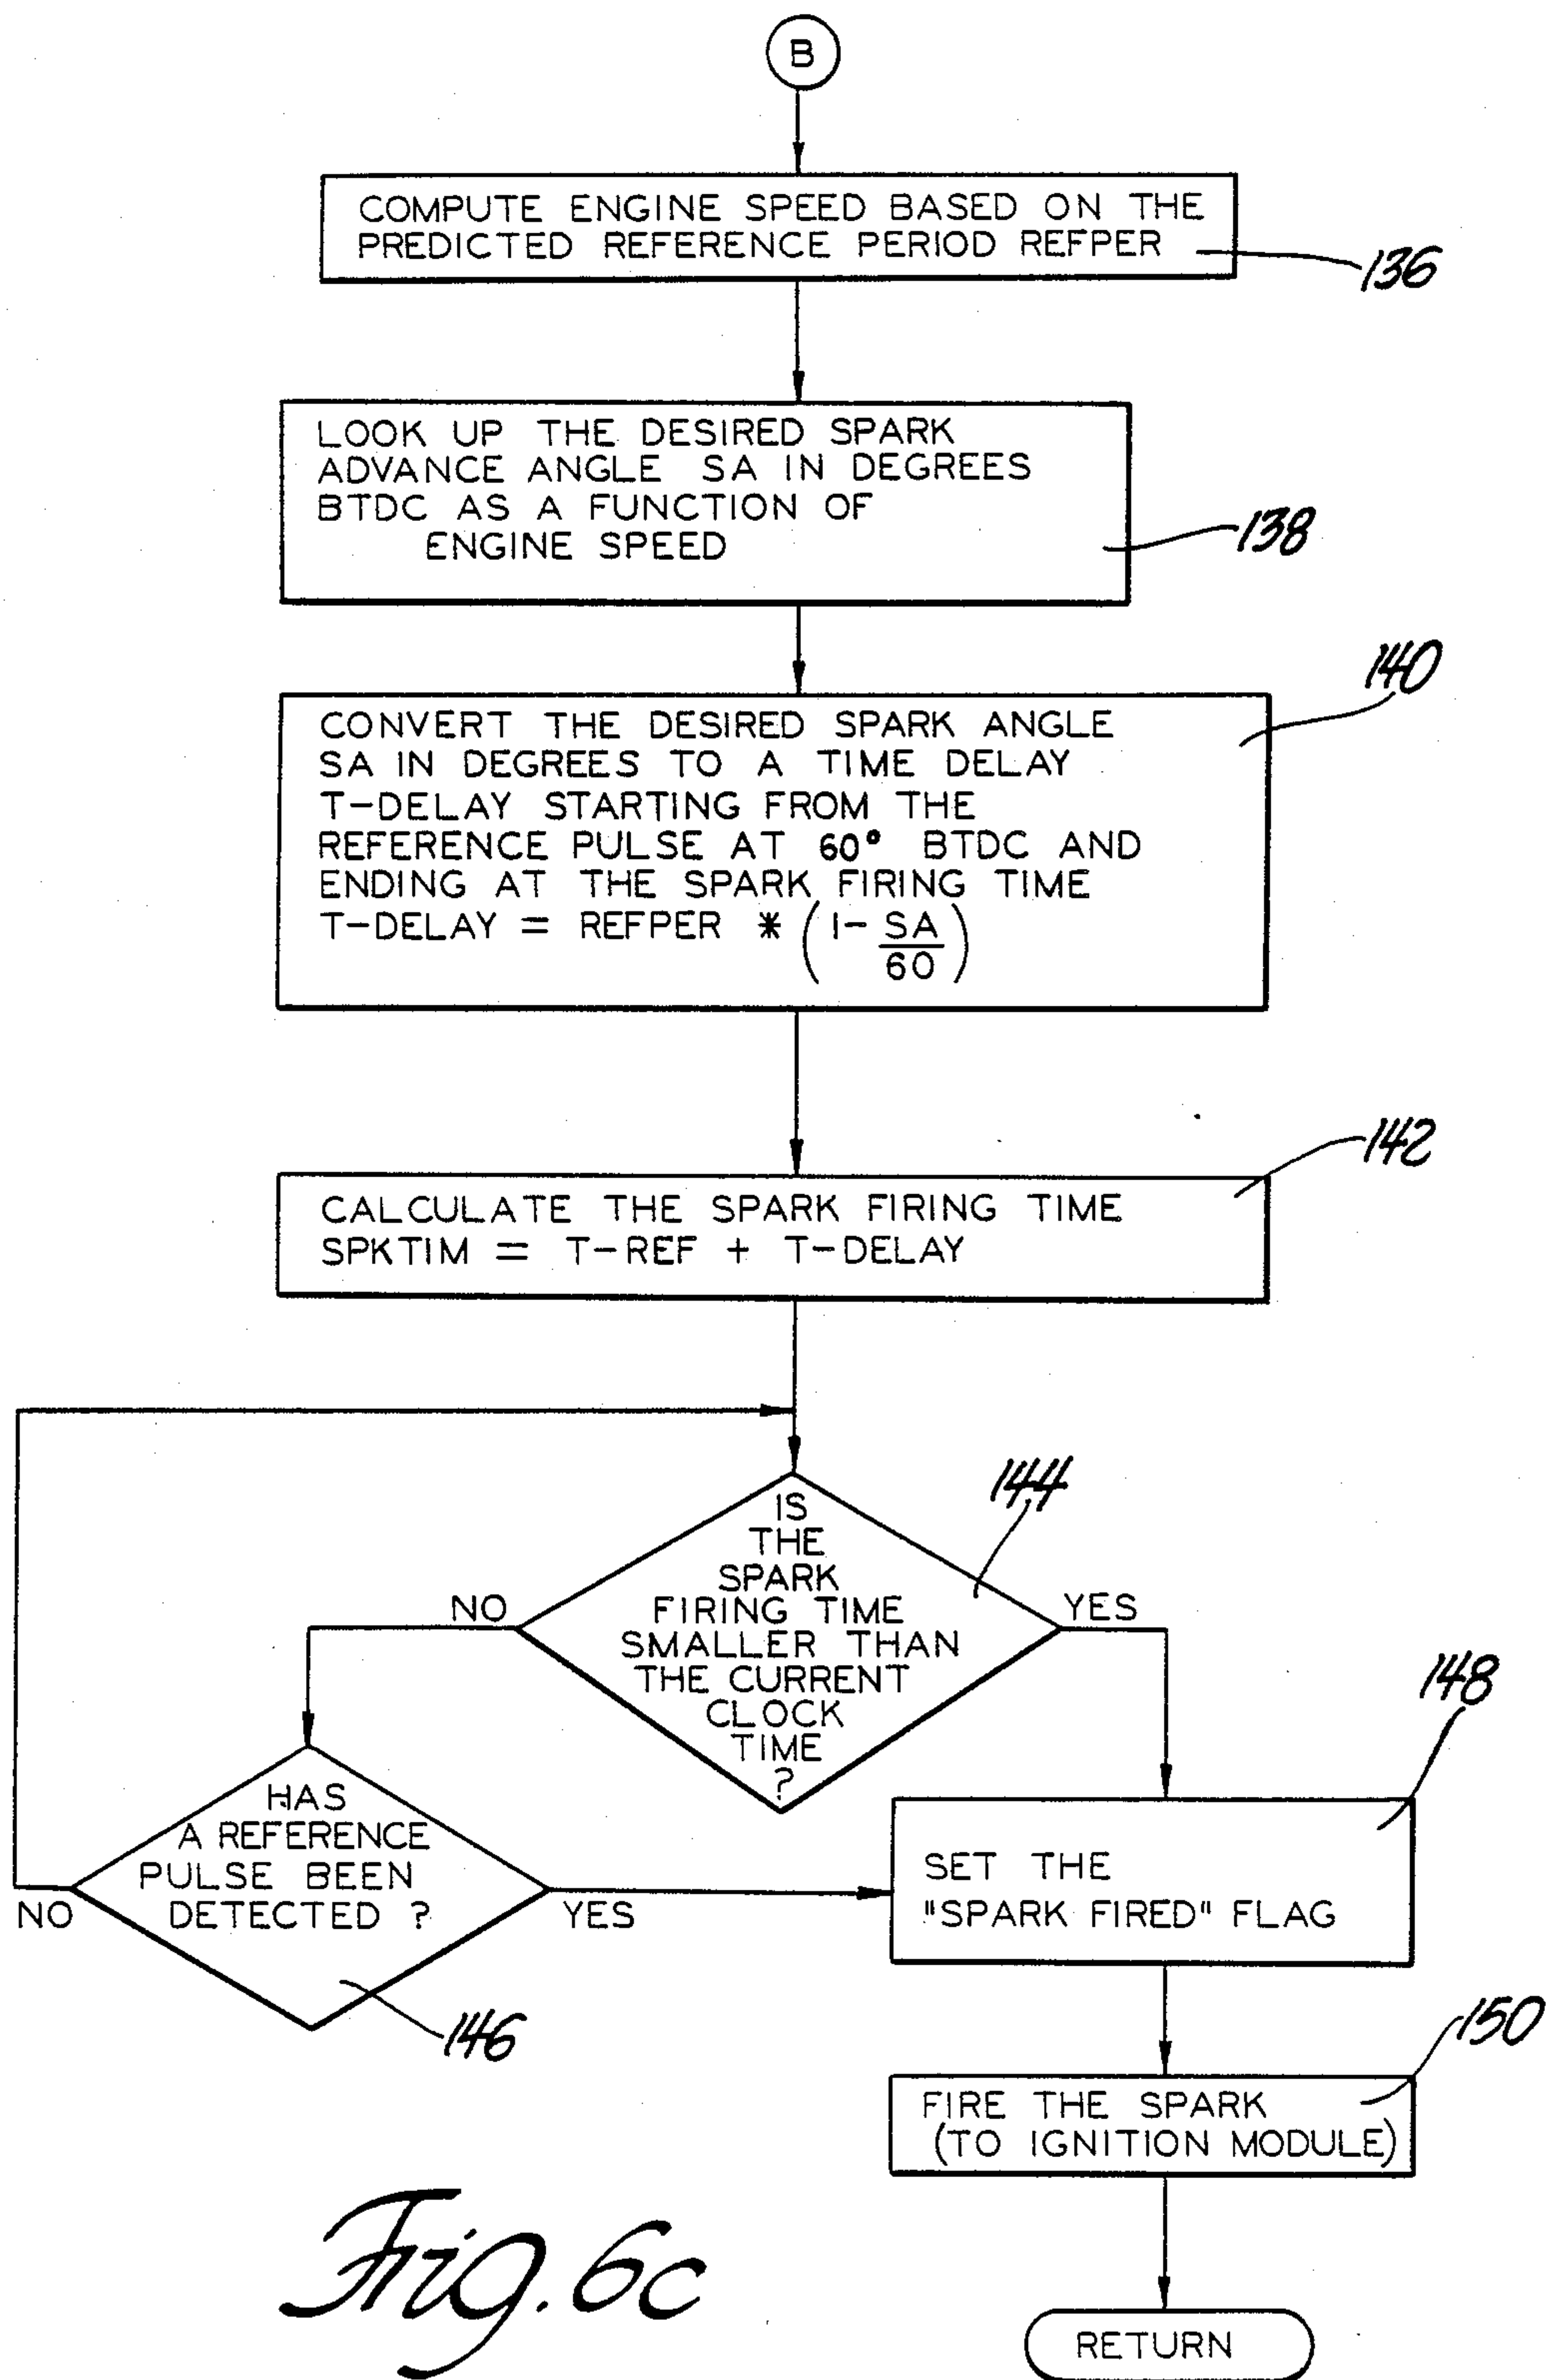 B
COMPUTE ENGINE SPEED BASED ON THE
PREDICTED REFERENCE PERIOD REFPER
136
LOOK UP THE DESIRED SPARK
ADVANCE ANGLE SA IN DEGREES
BTDC AS A FUNCTION OF
ENGINE SPEED
138
140
CONVERT THE DESIRED SPARK ANGLE
SA IN DEGREES TO A TIME DELAY
T-DELAY STARTING FROM THE
REFERENCE PULSE AT 60° BTDC AND
ENDING AT THE SPARK FIRING TIME
T-DELAY = REFPER * (1- SA/60)
142
CALCULATE THE SPARK FIRING TIME
SPKTIM = T-REF + T-DELAY
144
IS
THE
SPARK
FIRING TIME
SMALLER THAN
THE CURRENT
CLOCK
TIME
?
NO
YES
148
HAS
A REFERENCE
PULSE BEEN
DETECTED ?
NO
YES
146
SET THE
"SPARK FIRED" FLAG
150
FIRE THE SPARK
(TO IGNITION MODULE)
RETURN
Fig. 6c